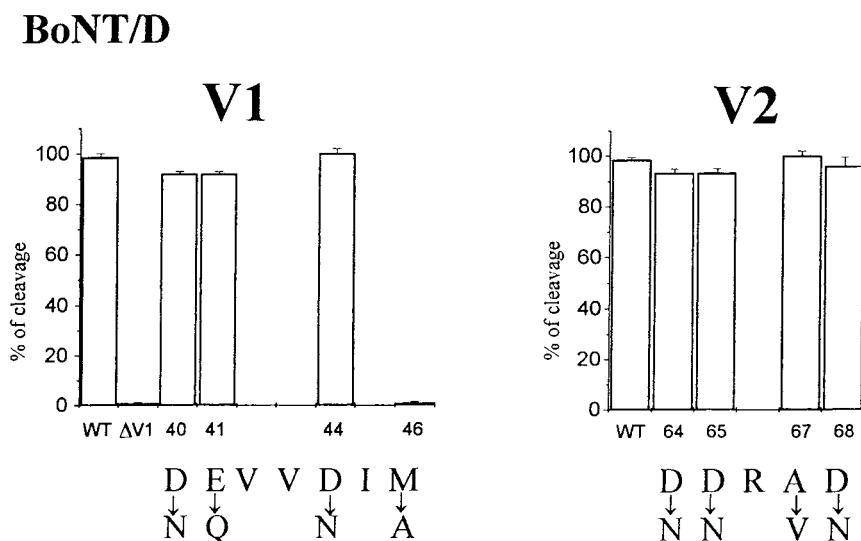 BoNT/D
V1
% of cleavage
100
80
60
40
20
0
WT ΔV1 40 41 44 46
D E V V D I M
↓ ↓ ↓ ↓
N Q N A
V2
% of cleavage
100
80
60
40
20
0
WT 64 65 67 68
D D R A D
↓ ↓ ↓ ↓
N N V N